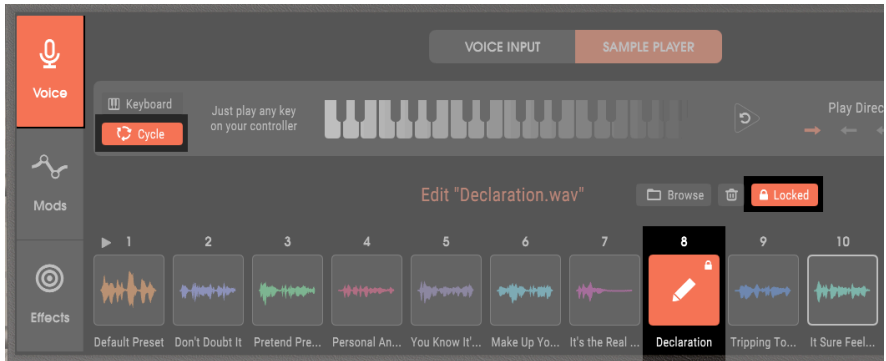 VOICE INPUT
SAMPLE PLAYER
Voice
Keyboard
Cycle
Just play any key
on your controller
Play Direc
Mods
Edit "Declaration.wav"
Browse
Locked
1 2 3 4 5 6 7 8 9 10
Effects
Default Preset Don't Doubt It Pretend Pre... Personal An... You Know It'... Make Up Yo... It's the Real ... Declaration Tripping To... It Sure Feel...